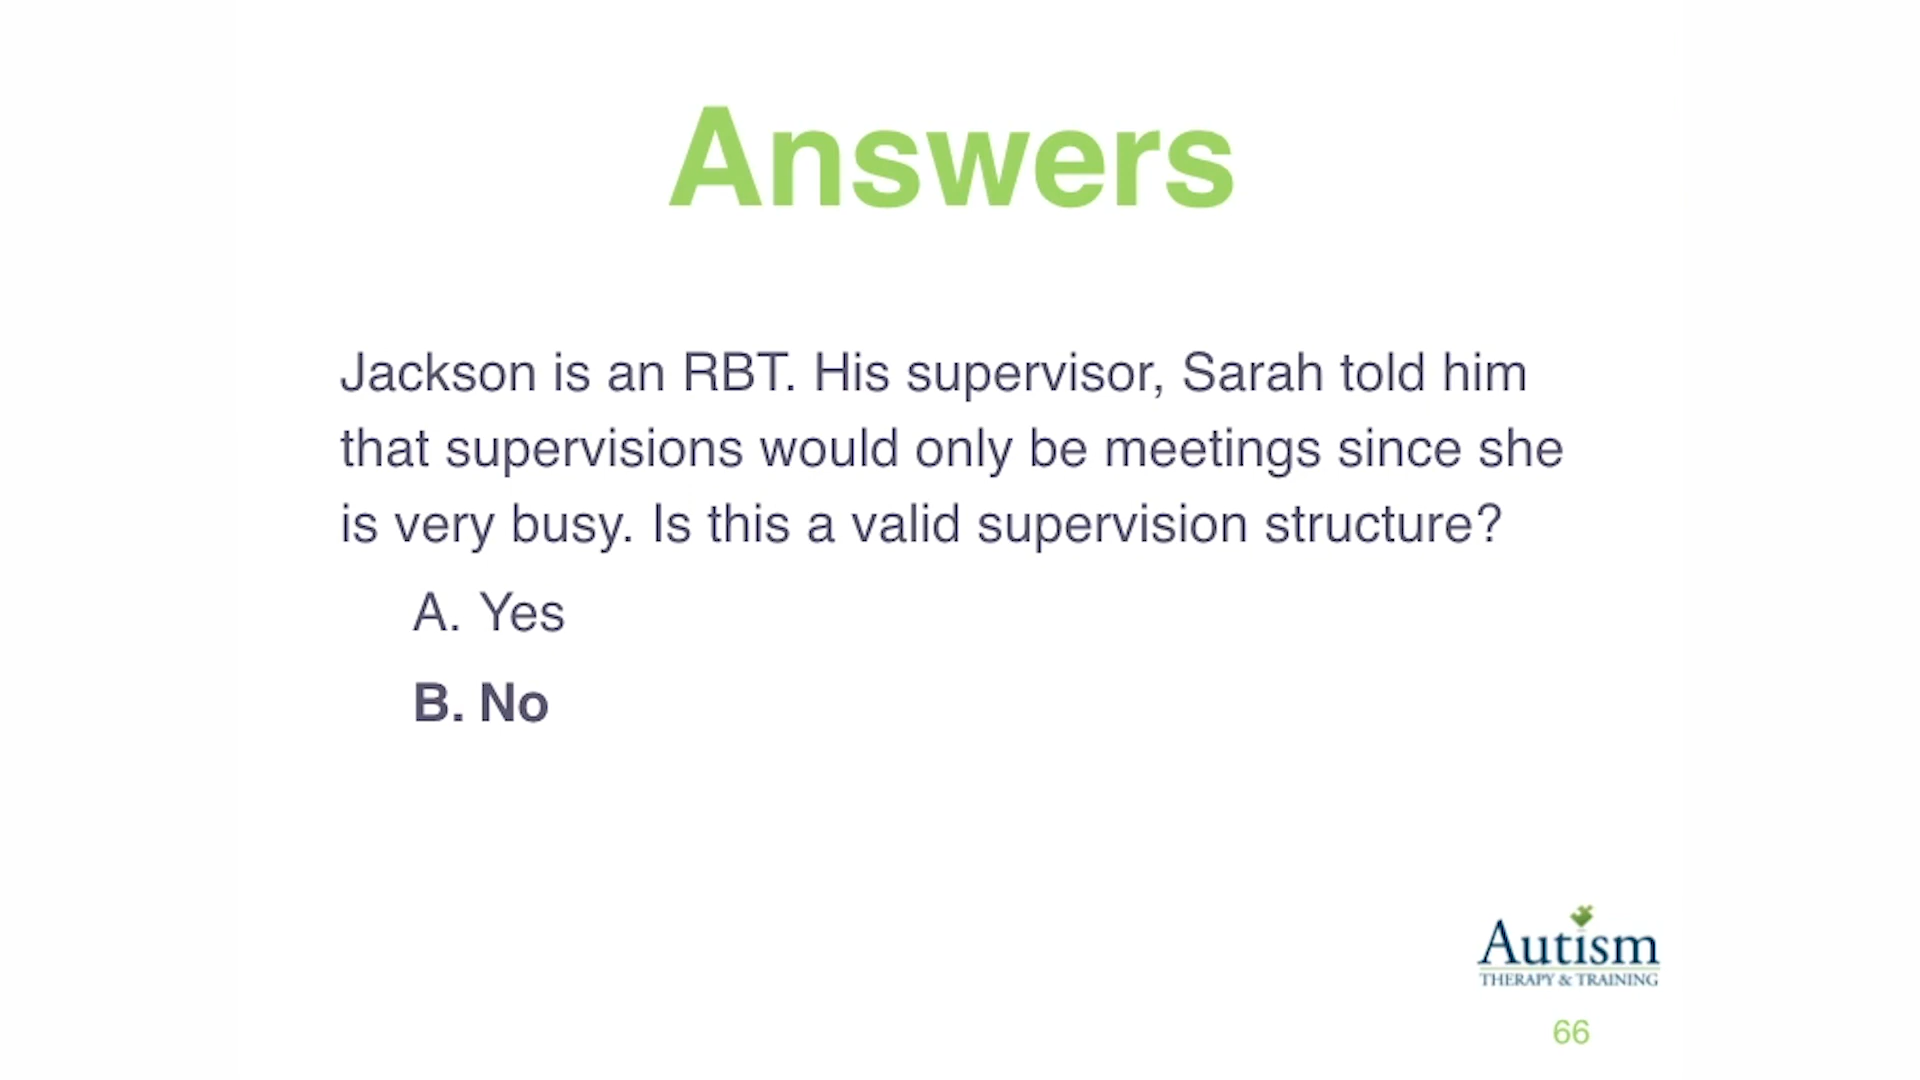 Answers
Jackson is an RBT. His supervisor, Sarah told him
that supervisions would only be meetings since she
is very busy. Is this a valid supervision structure?
A. Yes
B. No
Autism
THERAPY & TRAINING
66